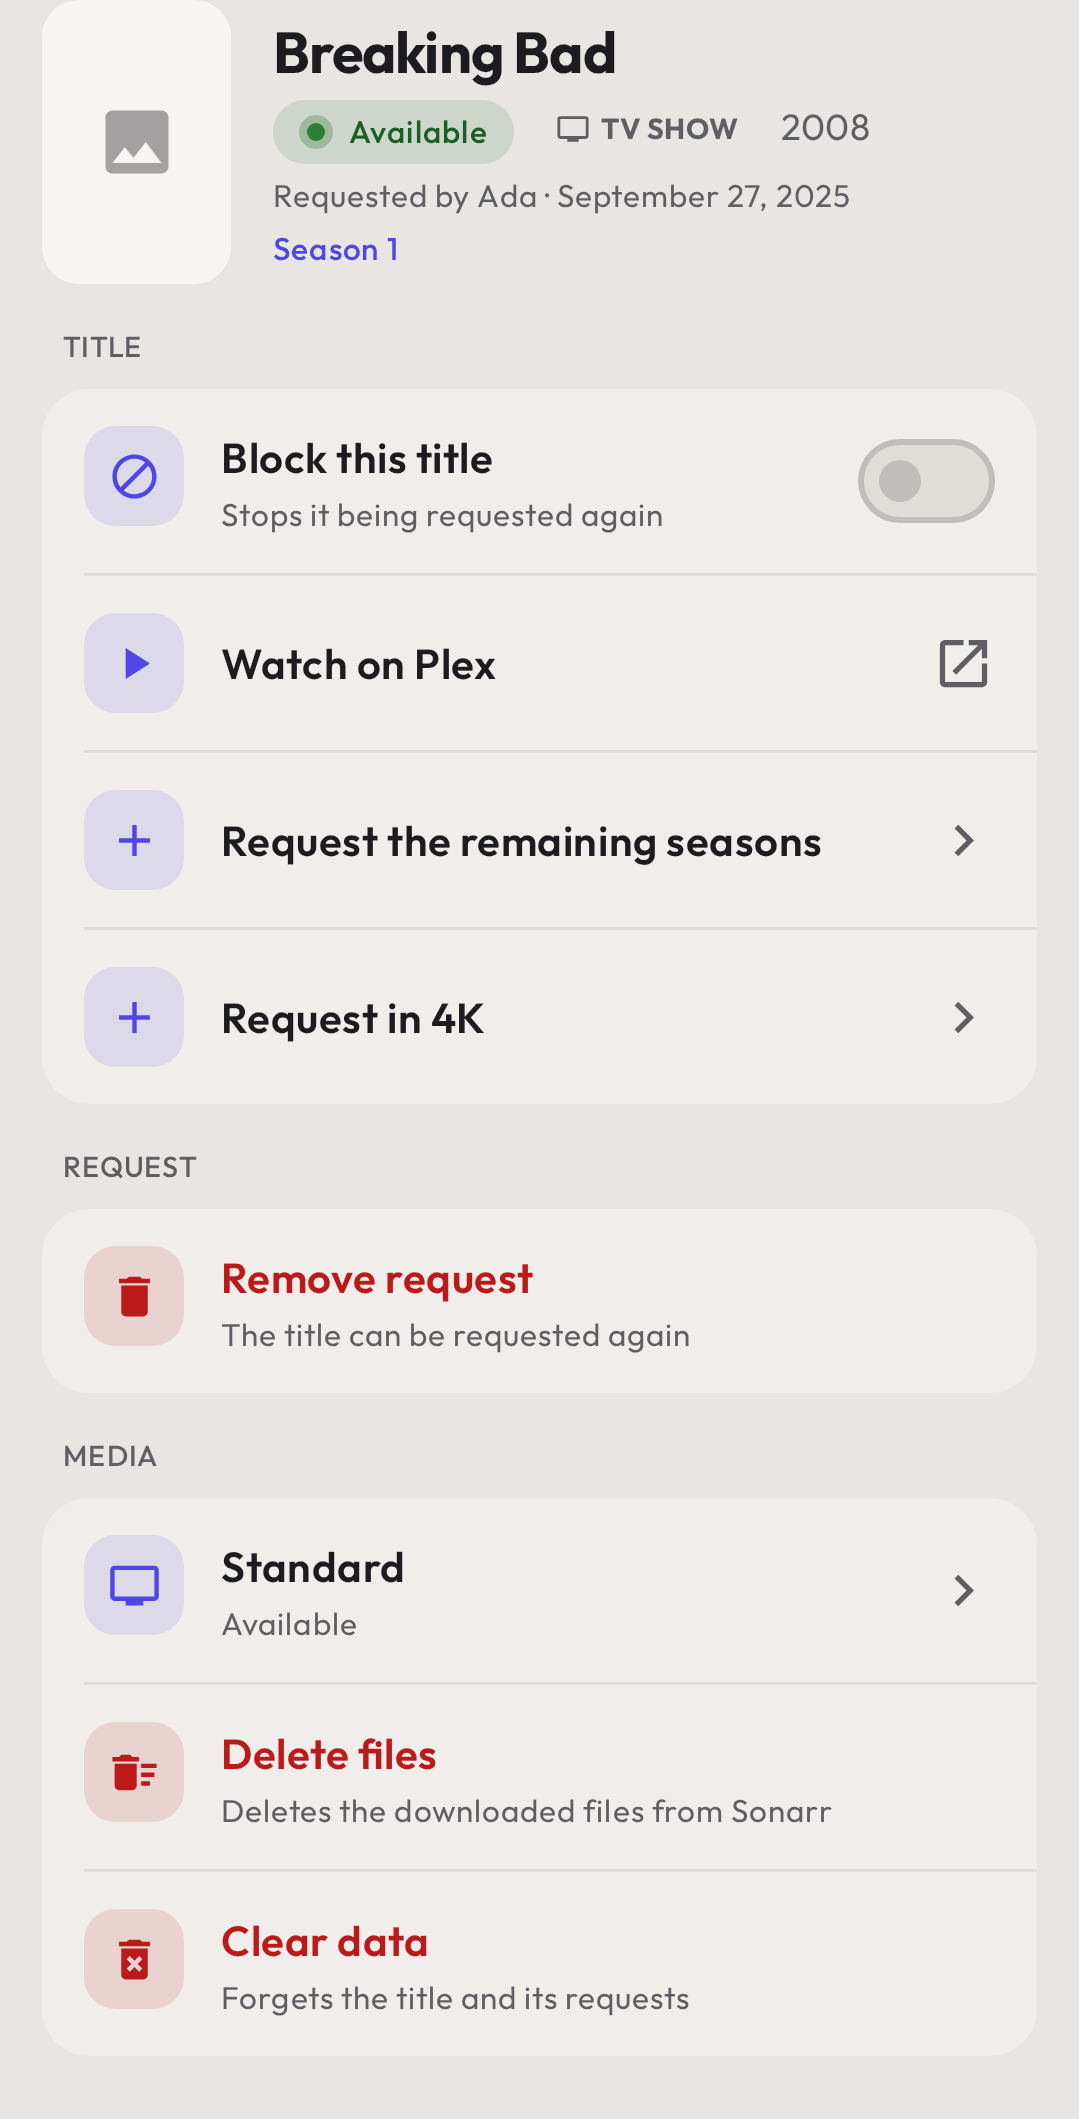 Breaking Bad
Available
TV SHOW
2008
Requested by Ada · September 27, 2025
Season 1
TITLE
Block this title
Stops it being requested again
Watch on Plex
Request the remaining seasons
Request in 4K
REQUEST
Remove request
The title can be requested again
MEDIA
Standard
Available
Delete files
Deletes the downloaded files from Sonarr
Clear data
Forgets the title and its requests